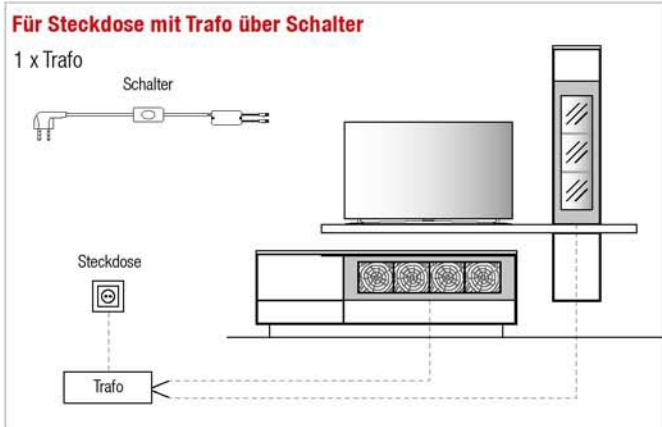 Für Steckdose mit Trafo über Schalter
1 x Trafo
Schalter
Steckdose
Trafo